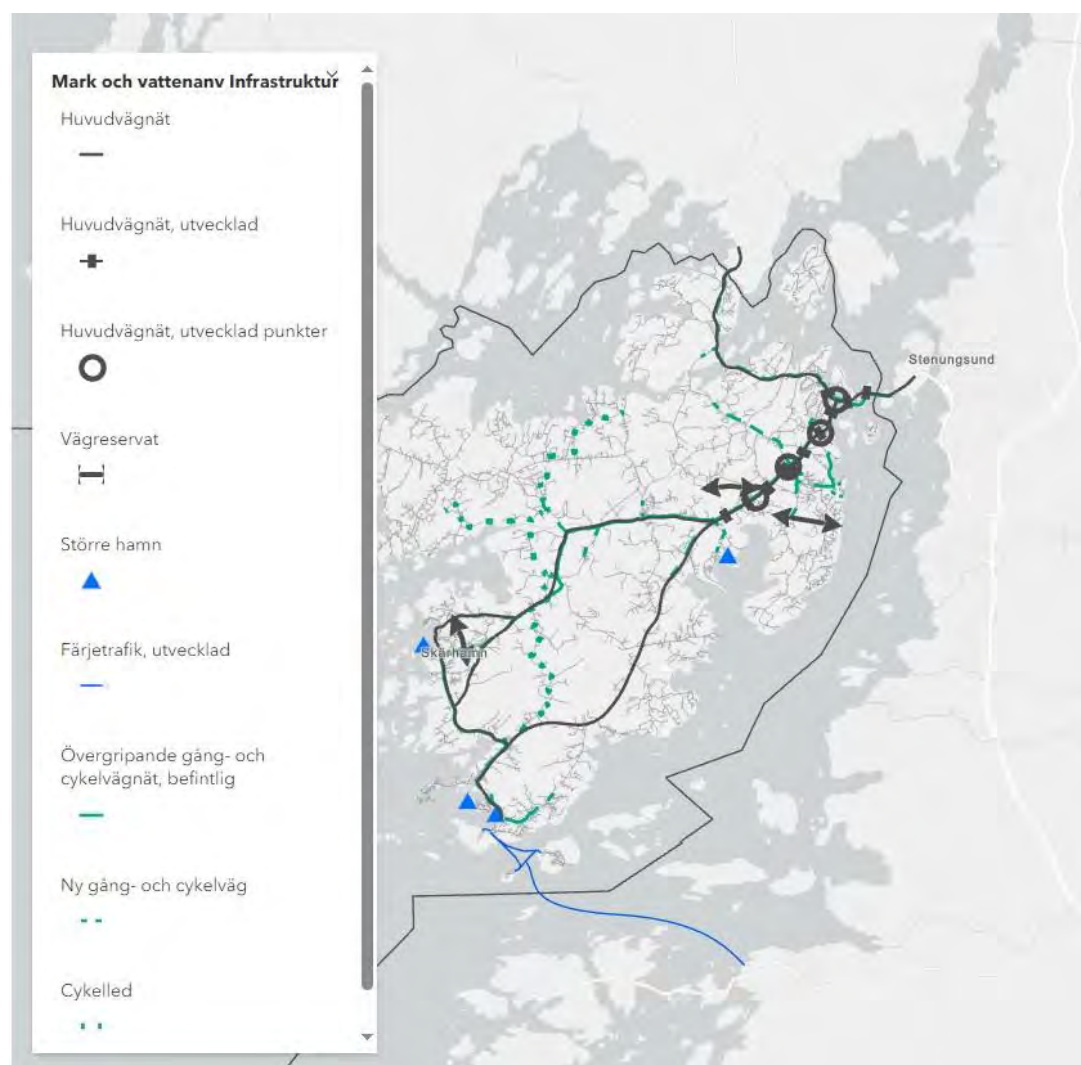 Mark och vattenanv Infrastruktur
Huvudvägnät
Huvudvägnät, utvecklad
Huvudvägnät, utvecklad punkter
Vägreservat
Större hamn
Färjetrafik, utvecklad
Övergripande gång- och
cykelvägnät, befintlig
Ny gång- och cykelväg
Cykelled
Stenungsund
Skärhamn